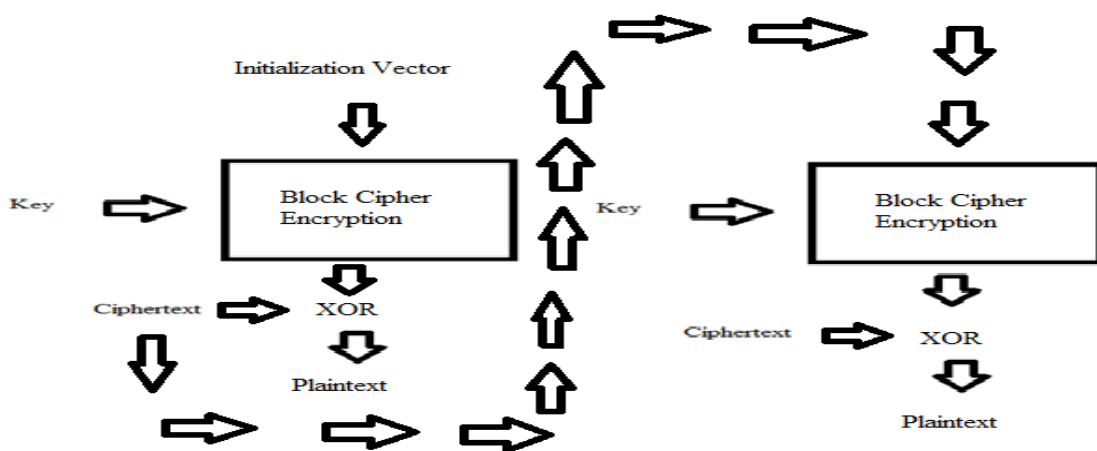 Initialization Vector
Key
Block Cipher
Encryption
Ciphertext
XOR
Plaintext
Key
Block Cipher
Encryption
Ciphertext
XOR
Plaintext